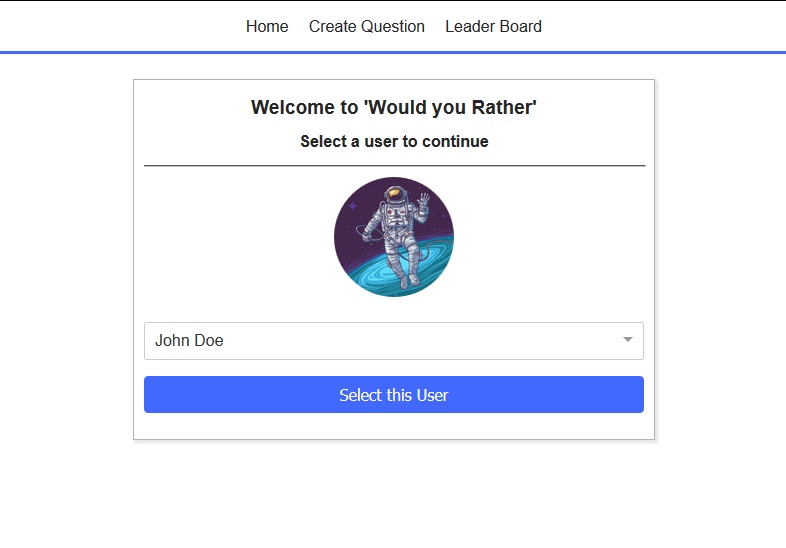 Home Create Question Leader Board
Welcome to 'Would you Rather'
Select a user to continue
John Doe
Select this User